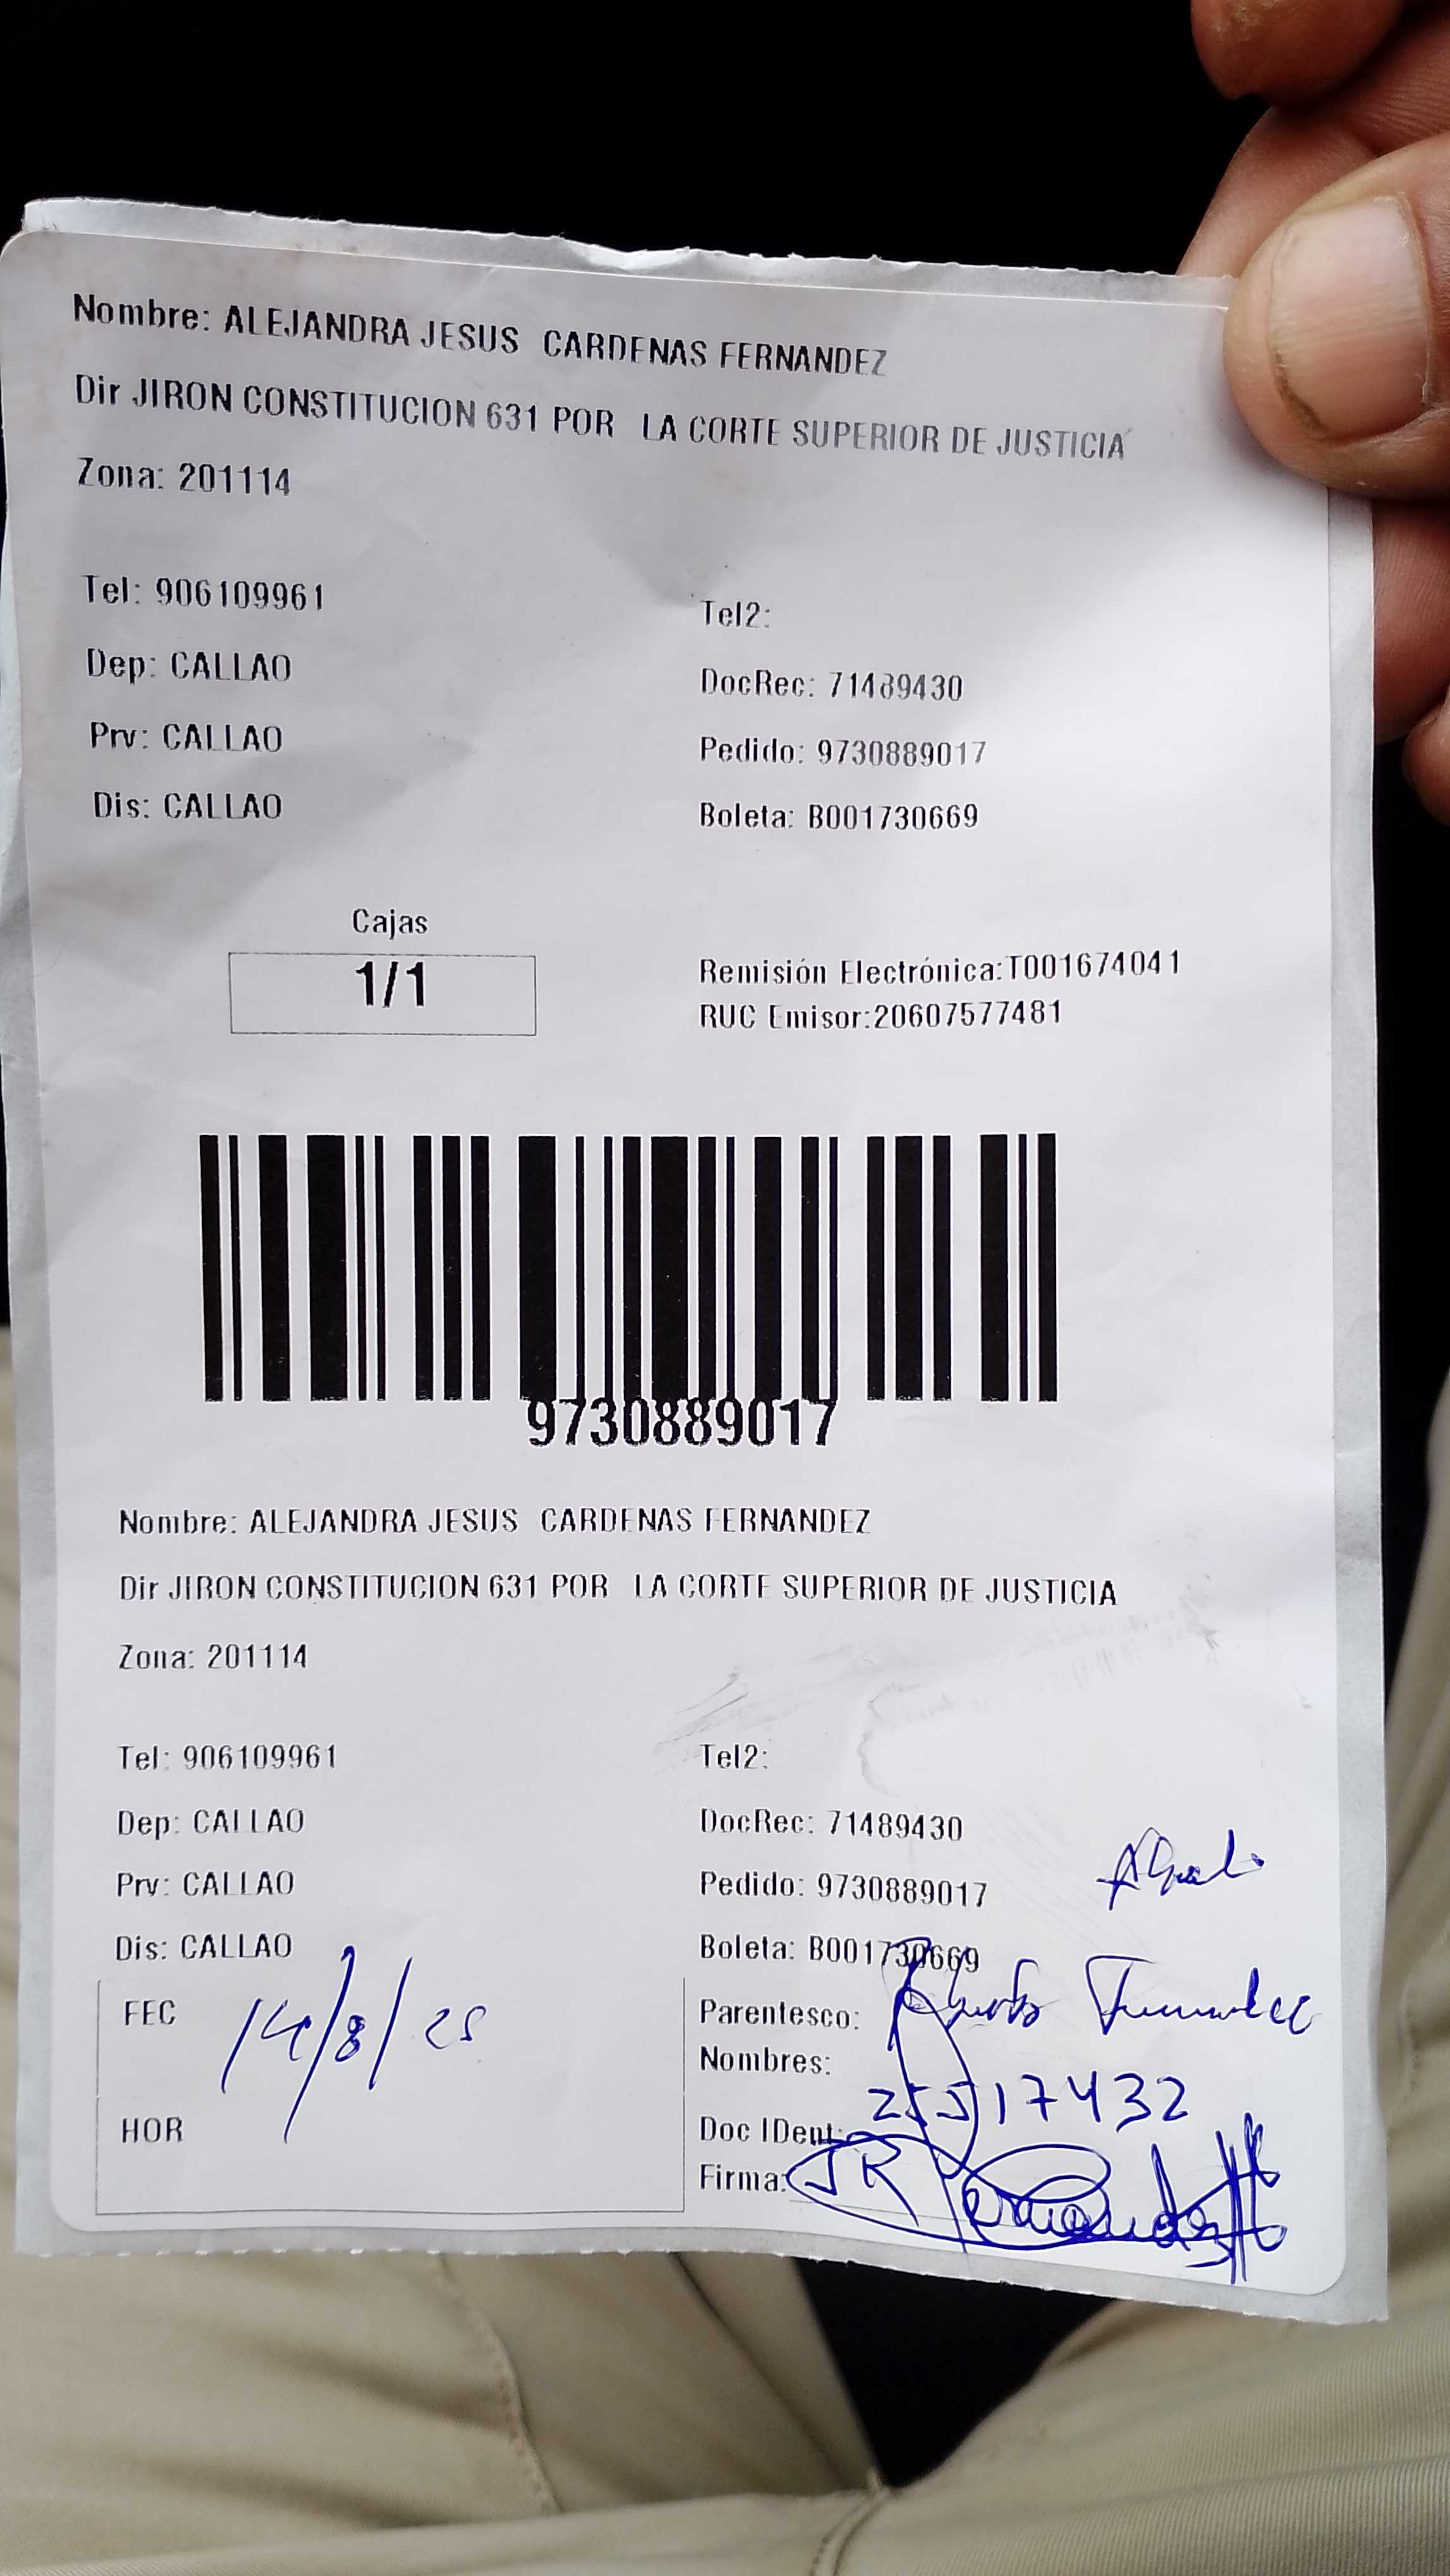 Nombre: ALEJANDRA JESUS CARDENAS FERNANDEZ
Dir JIRON CONSTITUCION 631 POR LA CORTE SUPERIOR DE JUSTICIA
Zona: 201114
Tel: 906109961
Tel2:
Dep: CALLAO
DocRec: 71489430
Prv: CALLAO
Pedido: 9730889017
Dis: CALLAO
Boleta: B001730669
Cajas
1/1
Remisión Electrónica:T001674041
RUC Emisor:20607577481
9730889017
Nombre: ALEJANDRA JESUS CARDENAS FERNANDEZ
Dir JIRON CONSTITUCION 631 POR LA CORTE SUPERIOR DE JUSTICIA
Zona: 201114
Tel: 906109961
Tel2:
Dep: CALLAO
DocRec: 71489430
Prv: CALLAO
Pedido: 9730889017
Dis: CALLAO
Boleta: B001730669
FEC 14/8/25
Parentesco:
Nombres:
HOR
25517432
Doc IDent:
Firma: